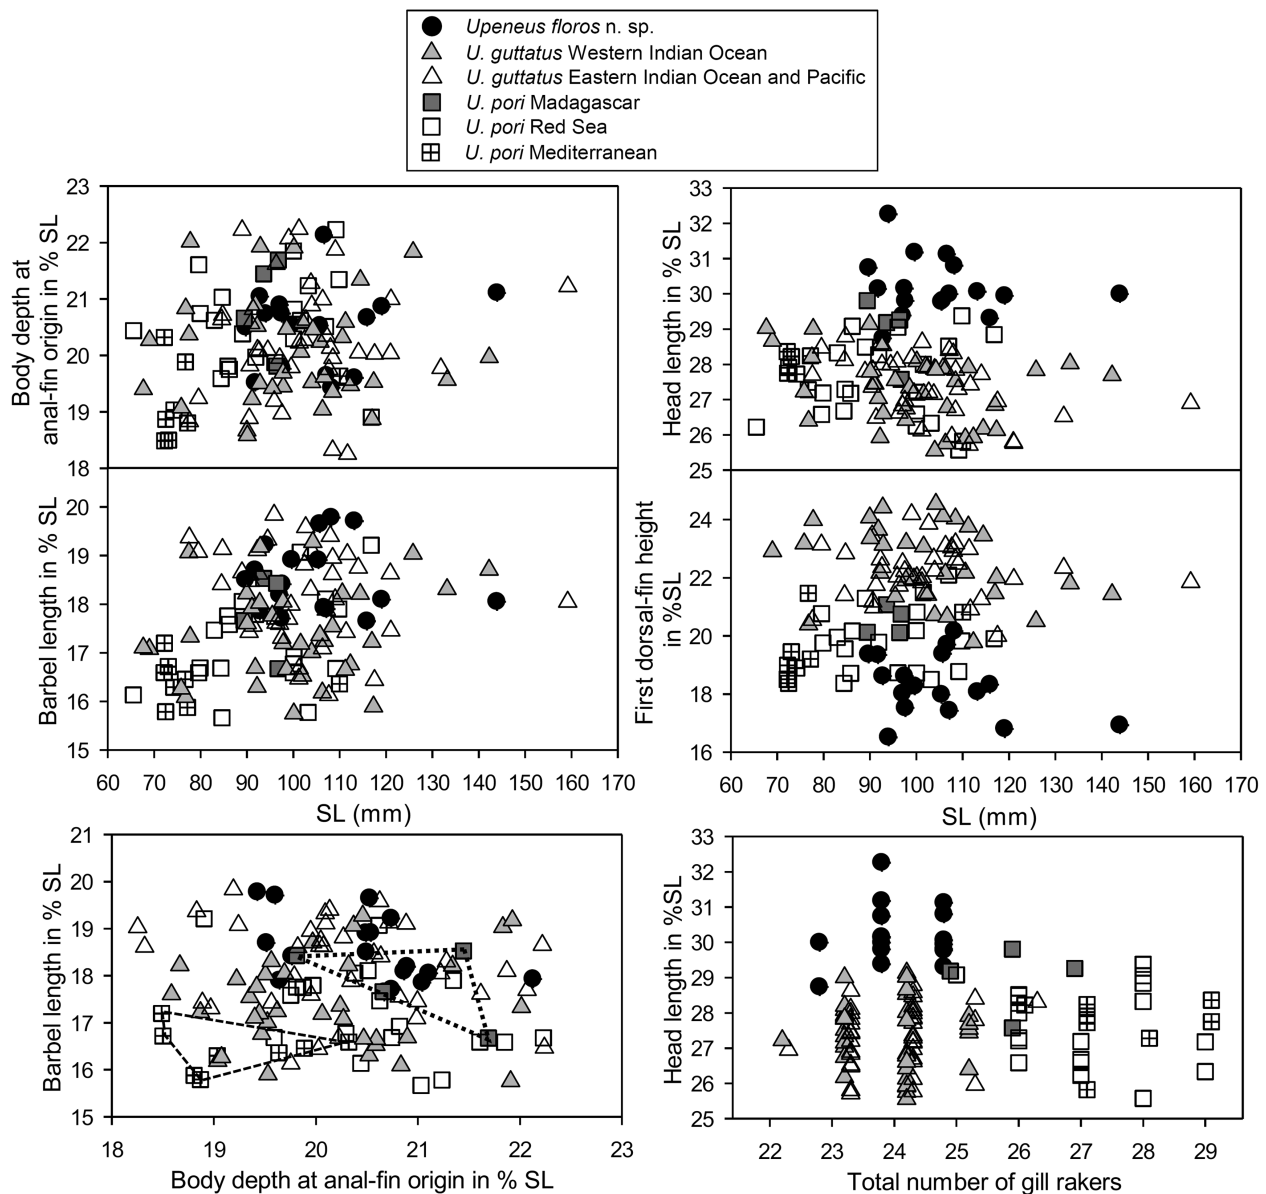 Upeneus floros n. sp.
U. guttatus Western Indian Ocean
U. guttatus Eastern Indian Ocean and Pacific
U. pori Madagascar
U. pori Red Sea
U. pori Mediterranean
Body depth at
anal-fin origin in % SL
23
22
21
20
19
18
Barbel length in % SL
20
19
18
17
16
15
60 70 80 90 100 110 120 130 140 150 160 170
SL (mm)
Head length in % SL
33
32
31
30
29
28
27
26
25
First dorsal-fin height
in %SL
24
22
20
18
16
60 70 80 90 100 110 120 130 140 150 160 170
SL (mm)
Barbel length in % SL
21
20
19
18
17
16
15
18 19 20 21 22 23
Body depth at anal-fin origin in % SL
Head length in %SL
33
32
31
30
29
28
27
26
25
22 23 24 25 26 27 28 29
Total number of gill rakers